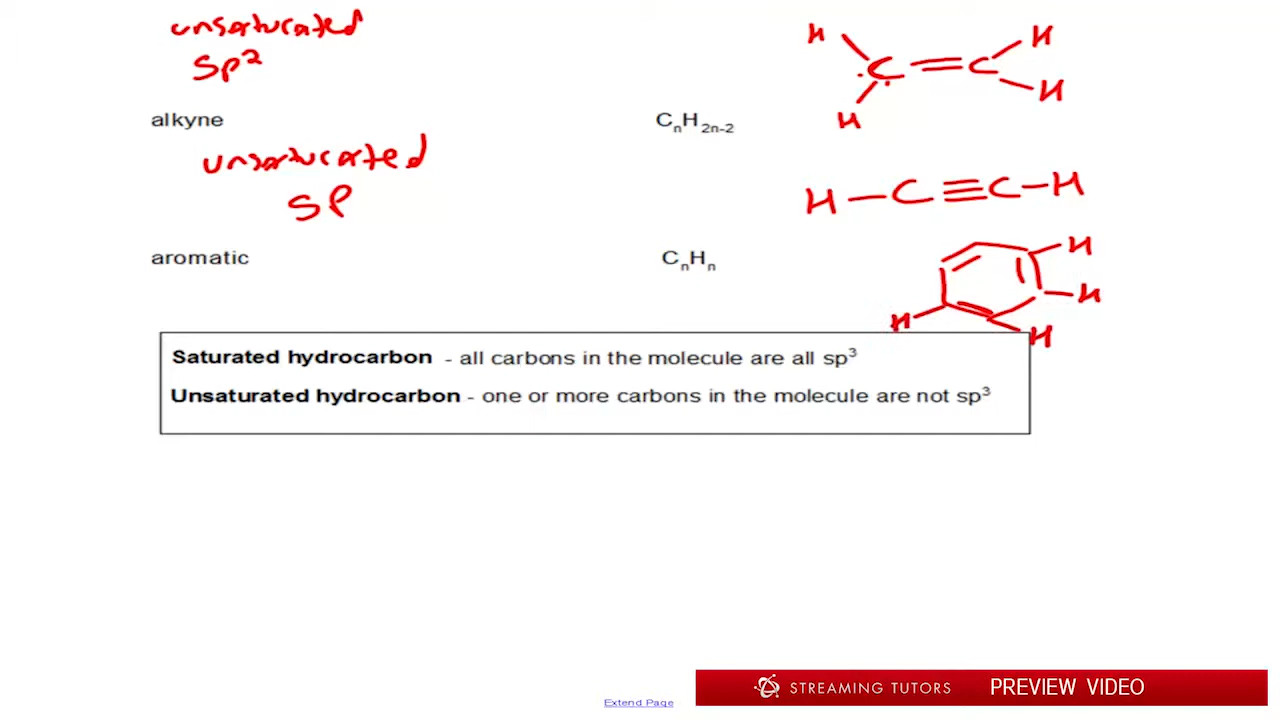 unsaturated
sp²
H H
C = C
H H
alkyne CₙH₂ₙ₋₂
unsaturated
sp
H – C ≡ C – H
aromatic CₙHₙ
H
H
H
H
Saturated hydrocarbon - all carbons in the molecule are all sp³
Unsaturated hydrocarbon - one or more carbons in the molecule are not sp³
STREAMING TUTORS PREVIEW VIDEO
Extend Page